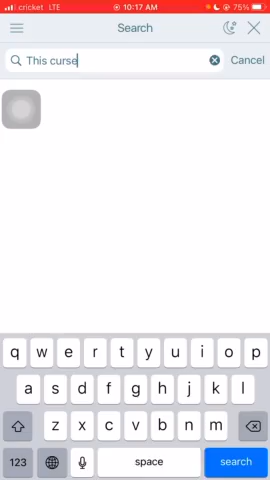 cricket LTE 10:17 AM 75%
Search
This curse Cancel
q w e r t y u i o p
a s d f g h j k l
z x c v b n m
123 space search